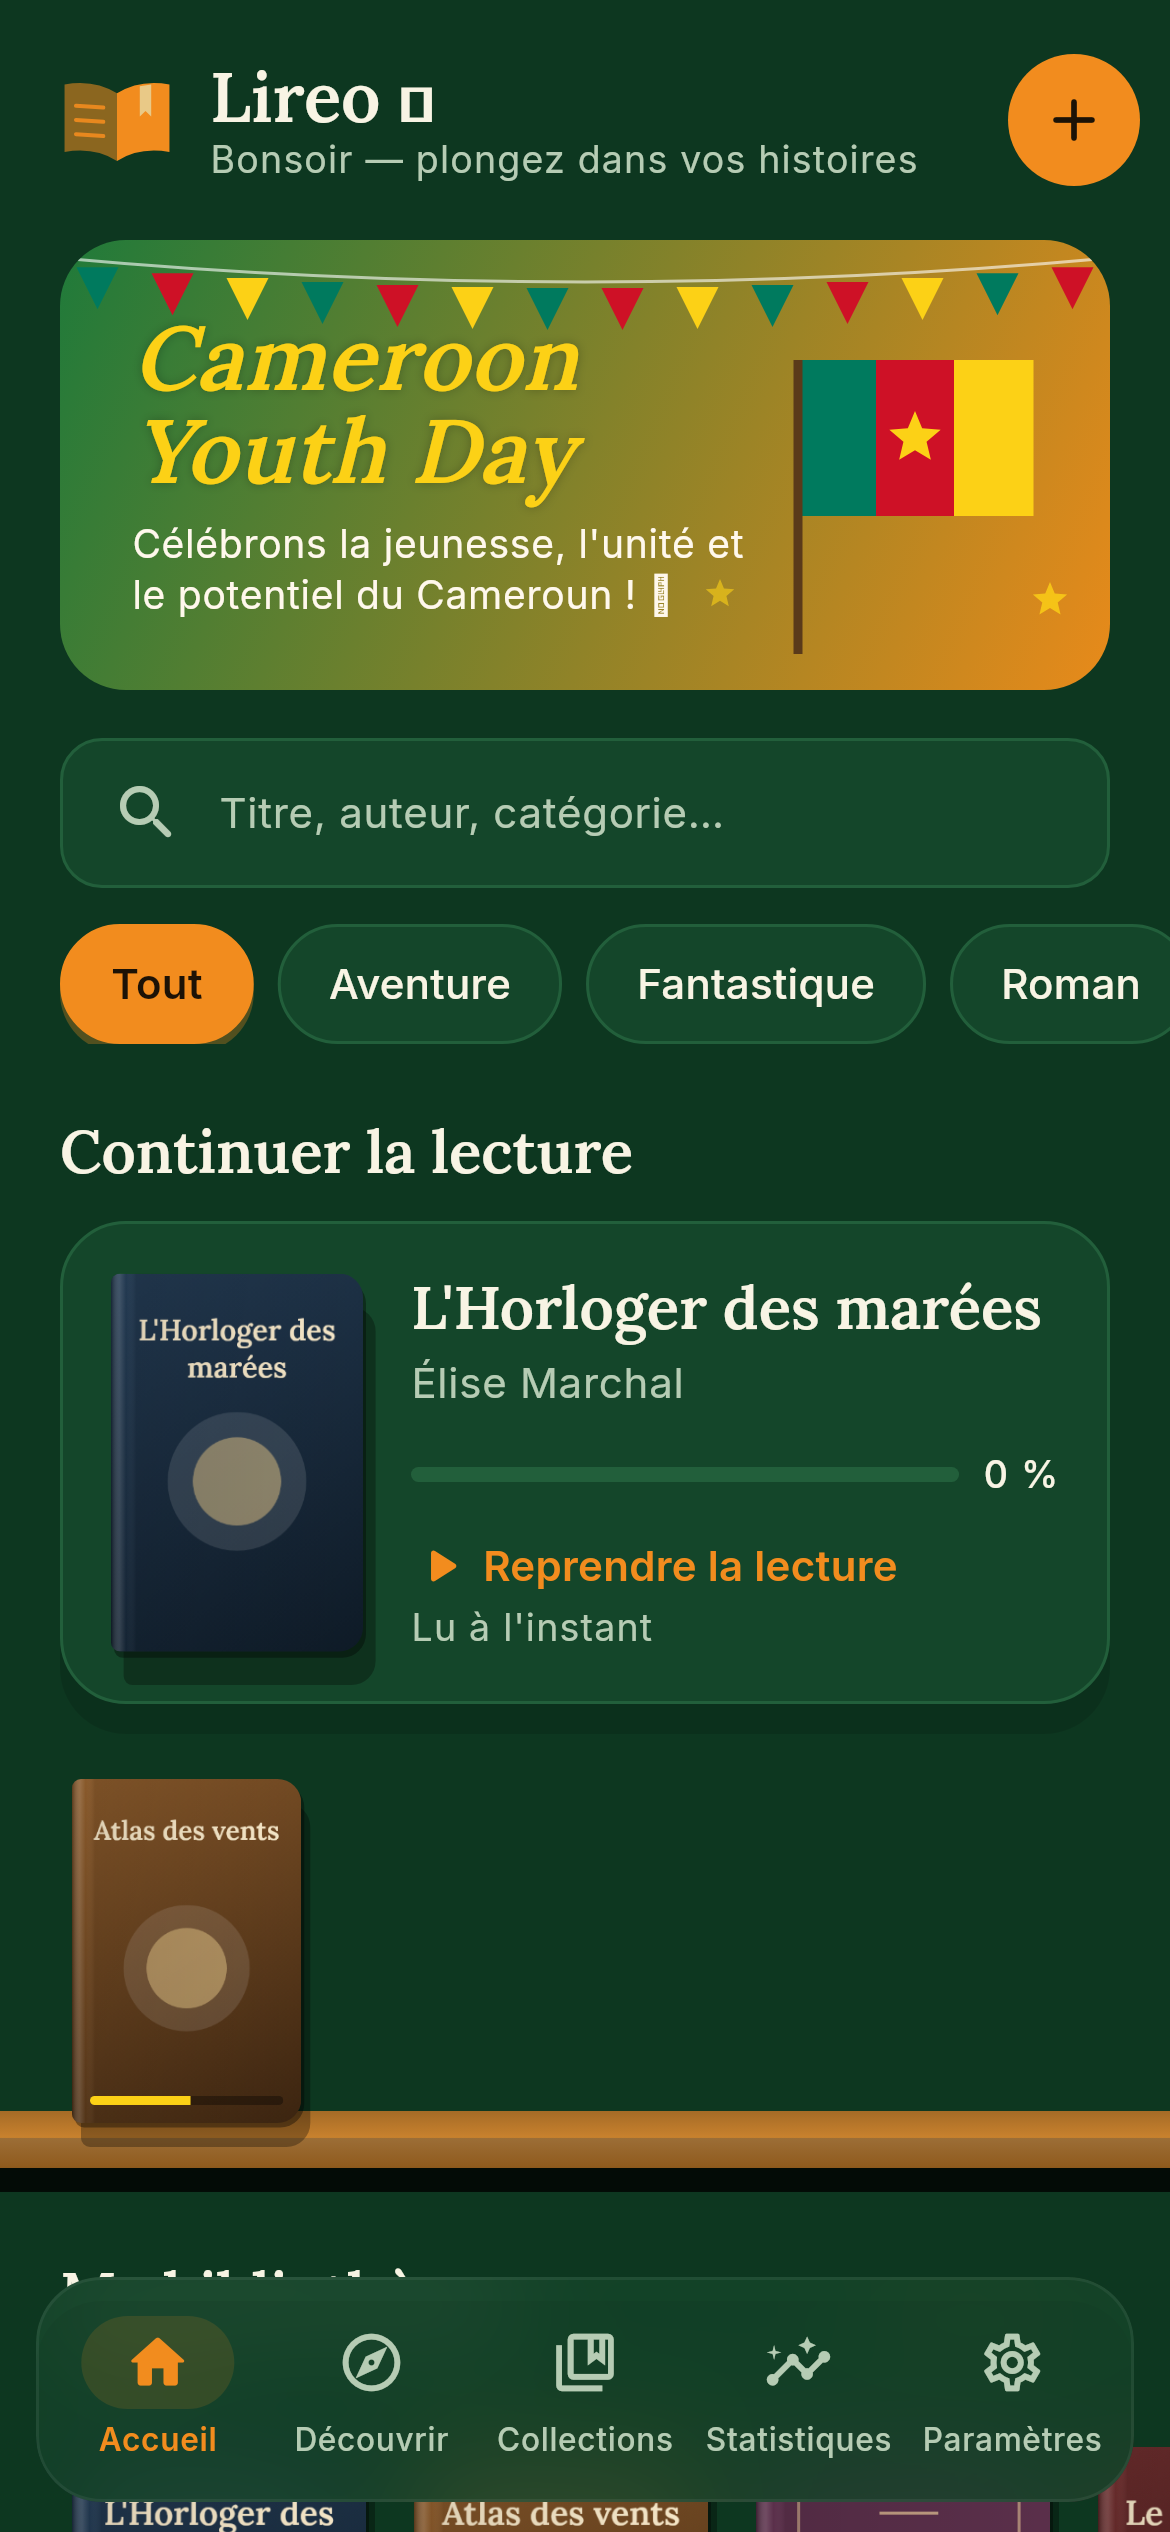 Lireo
Bonsoir — plongez dans vos histoires
Cameroon
Youth Day
Célébrons la jeunesse, l'unité et
le potentiel du Cameroun !
Titre, auteur, catégorie...
Tout
Aventure
Fantastique
Roman
Continuer la lecture
L'Horloger des
marées
L'Horloger des marées
Élise Marchal
0 %
Reprendre la lecture
Lu à l'instant
Atlas des vents
Accueil
Découvrir
Collections
Statistiques
Paramètres
L'Horloger des
Atlas des vents
Le